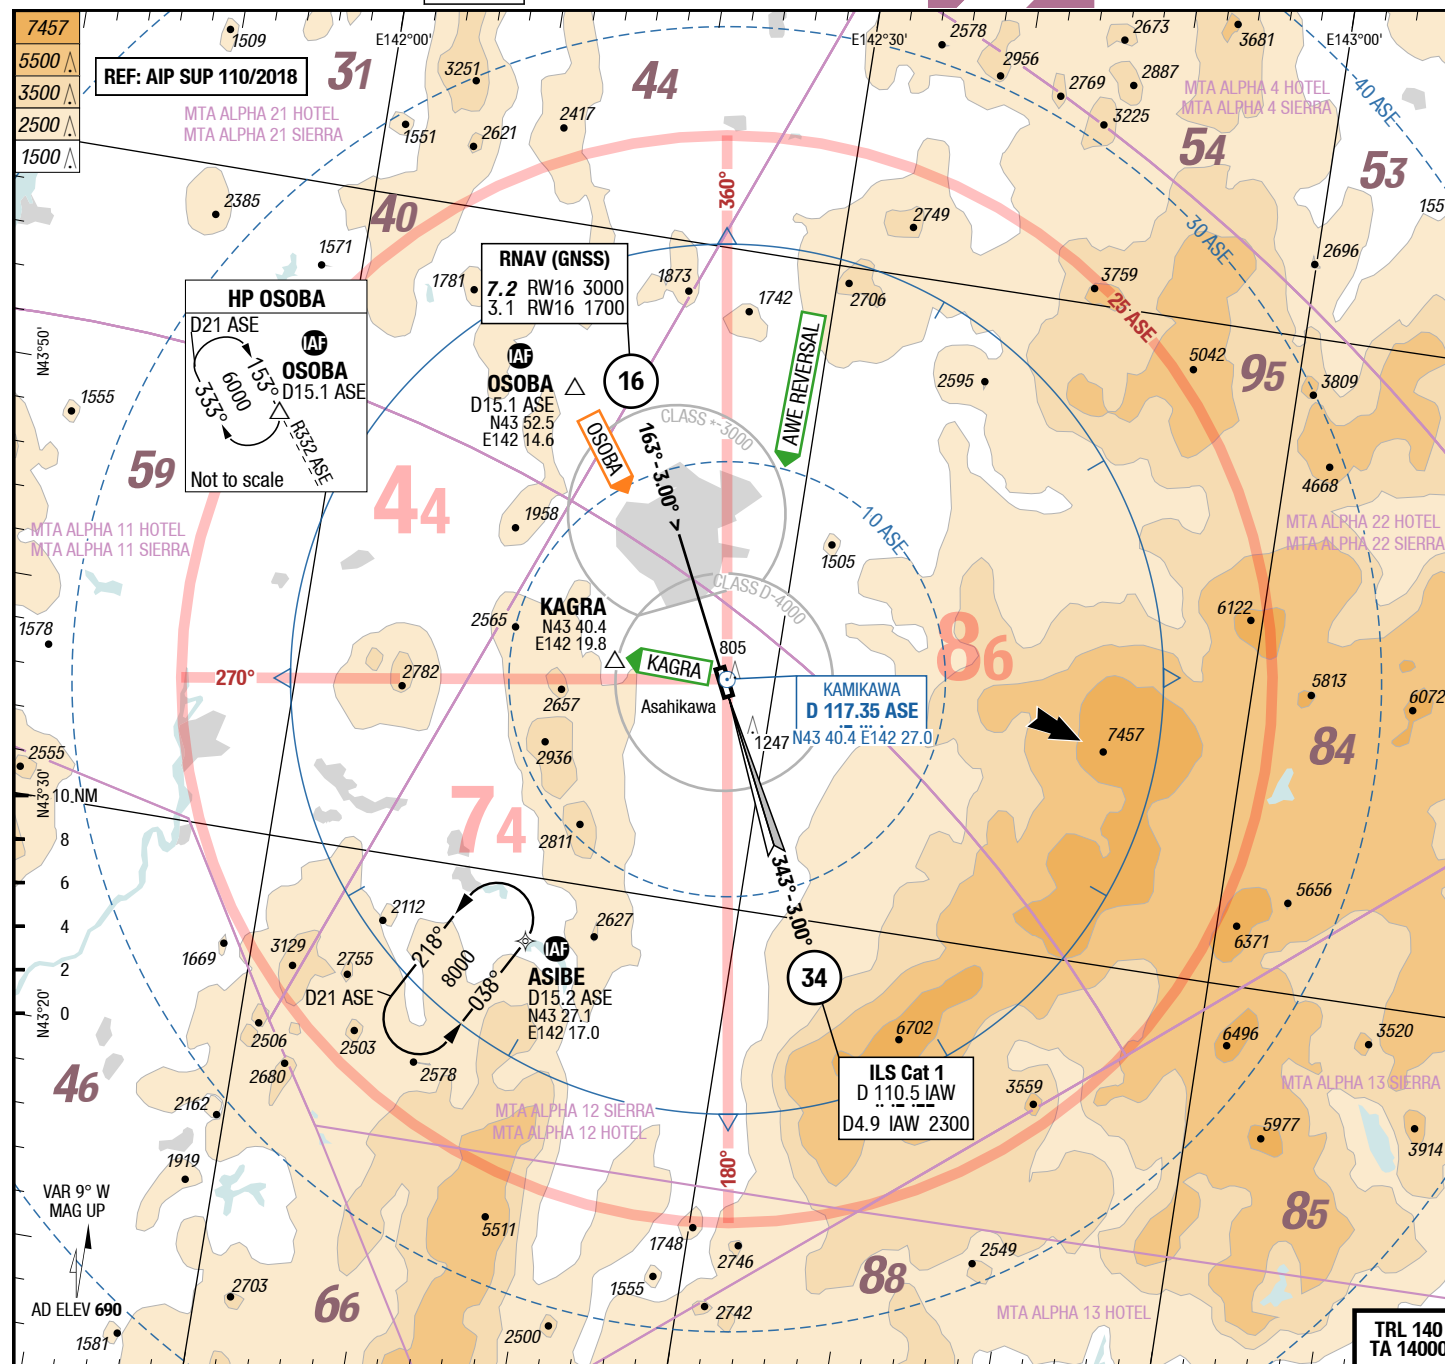 7457
5500
3500
2500
1500
REF: AIP SUP 110/2018
1509
31
E142°00'
3251
44
E142°30'
2578
2673
3681
E143°00'
2956
2769
2887
3225
MTA ALPHA 21 HOTEL
MTA ALPHA 21 SIERRA
MTA ALPHA 4 HOTEL
MTA ALPHA 4 SIERRA
40 ASE
1551
2621
2417
54
53
2385
40
360°
2749
30 ASE
155
2696
1571
1781
RNAV (GNSS)
7.2 RW16 3000
3.1 RW16 1700
1873
1742
2706
3759
25 ASE
HP OSOBA
D21 ASE
IAF
OSOBA
D15.1 ASE
153°
6000
333°
R332 ASE
Not to scale
N43°50'
1555
59
IAF
OSOBA
D15.1 ASE
N43 52.5
E142 14.6
16
OSOBA
CLASS *-3000
163°-3.00°
AWE REVERSAL
2595
5042
95
3809
4668
44
1958
10 ASE
1505
MTA ALPHA 11 HOTEL
MTA ALPHA 11 SIERRA
MTA ALPHA 22 HOTEL
MTA ALPHA 22 SIERRA
CLASS D-4000
1578
2565
KAGRA
N43 40.4
E142 19.8
KAGRA
805
86
6122
270°
2782
2657
Asahikawa
KAMIKAWA
D 117.35 ASE
N43 40.4 E142 27.0
1247
5813
6072
7457
84
2555
2936
N43°30'
10 NM
8
6
4
2
0
74
2811
343°-3.00°
2112
218°
8000
038°
D21 ASE
IAF
ASIBE
D15.2 ASE
N43 27.1
E142 17.0
2627
34
5656
6371
1669
3129
2755
N43°20'
2506
2503
2680
2578
6702
6496
3520
46
2162
MTA ALPHA 12 SIERRA
MTA ALPHA 12 HOTEL
ILS Cat 1
D 110.5 IAW
D4.9 IAW 2300
3559
MTA ALPHA 13 SIERRA
5977
3914
1919
180°
VAR 9° W
MAG UP
5511
1748
2746
2549
85
88
1555
2703
66
MTA ALPHA 13 HOTEL
AD ELEV 690
1581
2500
2742
TRL 140
TA 14000